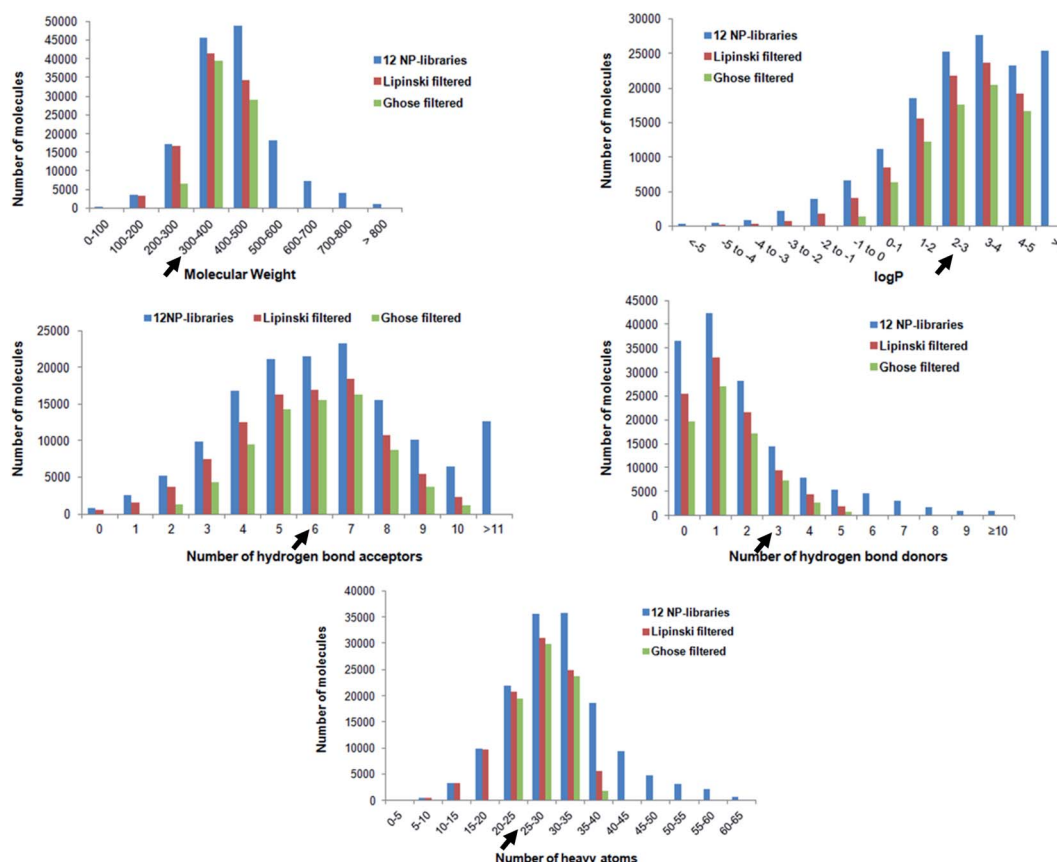 50000
45000
40000
35000
30000
25000
20000
15000
10000
5000
0
Number of molecules
12 NP-libraries
Lipinski filtered
Ghose filtered
0-100
100-200
200-300
300-400
400-500
500-600
600-700
700-800
> 800
Molecular Weight
30000
25000
20000
15000
10000
5000
0
Number of molecules
12 NP-libraries
Lipinski filtered
Ghose filtered
<-5
-5 to -4
-4 to -3
-3 to -2
-2 to -1
-1 to 0
0-1
1-2
2-3
3-4
4-5
>
logP
12NP-libraries Lipinski filtered Ghose filtered
25000
20000
15000
10000
5000
0
Number of molecules
0 1 2 3 4 5 6 7 8 9 10 >11
Number of hydrogen bond acceptors
45000
40000
35000
30000
25000
20000
15000
10000
5000
0
Number of molecules
12 NP-libraries
Lipinski filtered
Ghose filtered
0 1 2 3 4 5 6 7 8 9 ≥10
Number of hydrogen bond donors
40000
35000
30000
25000
20000
15000
10000
5000
0
Number of molecules
12 NP-libraries
Lipinski filtered
Ghose filtered
0-5
5-10
10-15
15-20
20-25
25-30
30-35
35-40
40-45
45-50
50-55
55-60
60-65
Number of heavy atoms